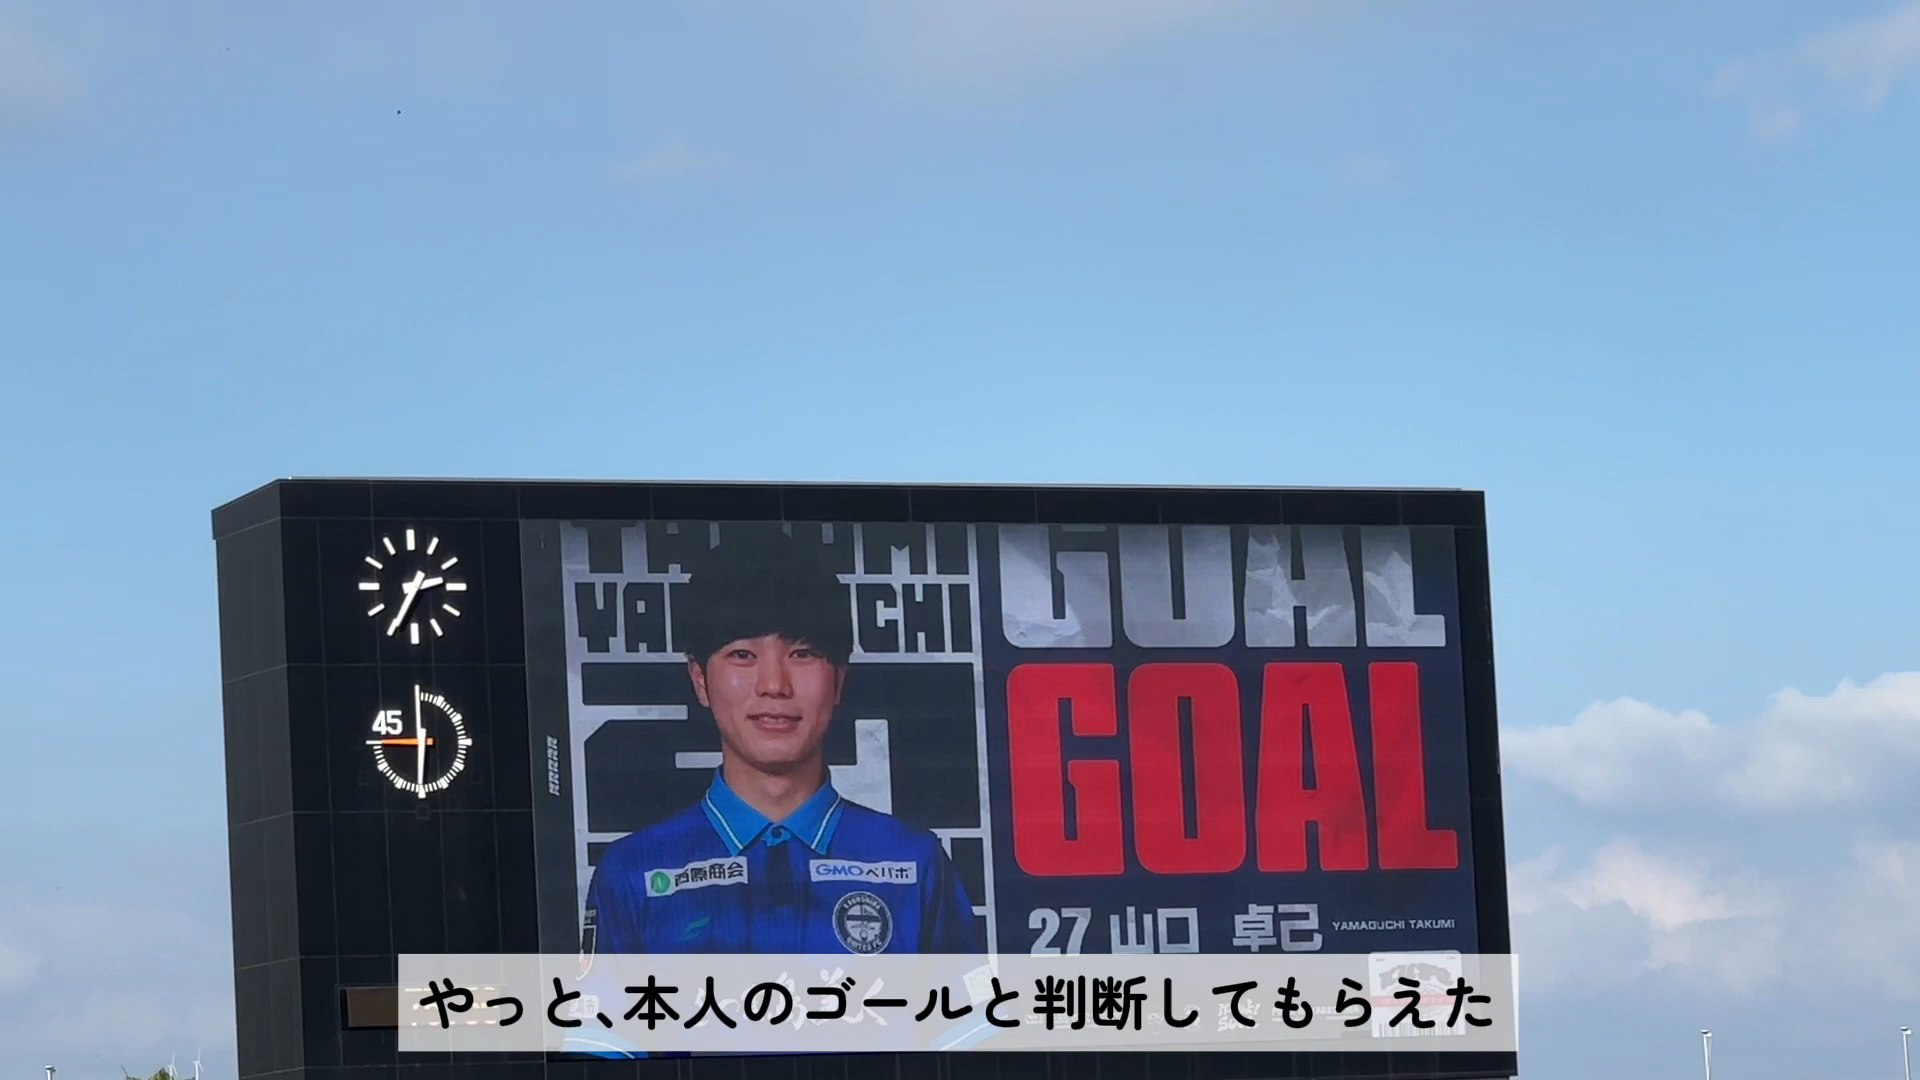 TAKUMI
YAMAGUCHI
GOAL
GOAL
45
西原商会
GMOペパボ
27 山口 卓己 YAMAGUCHI TAKUMI
やっと、本人のゴールと判断してもらえた